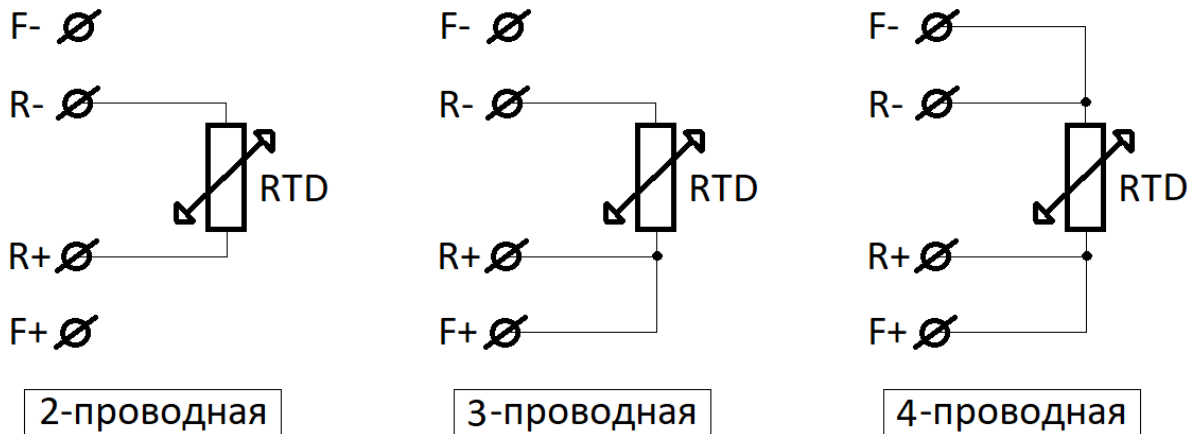 F-
R-
RTD
R+
F+
2-проводная
F-
R-
RTD
R+
F+
3-проводная
F-
R-
RTD
R+
F+
4-проводная